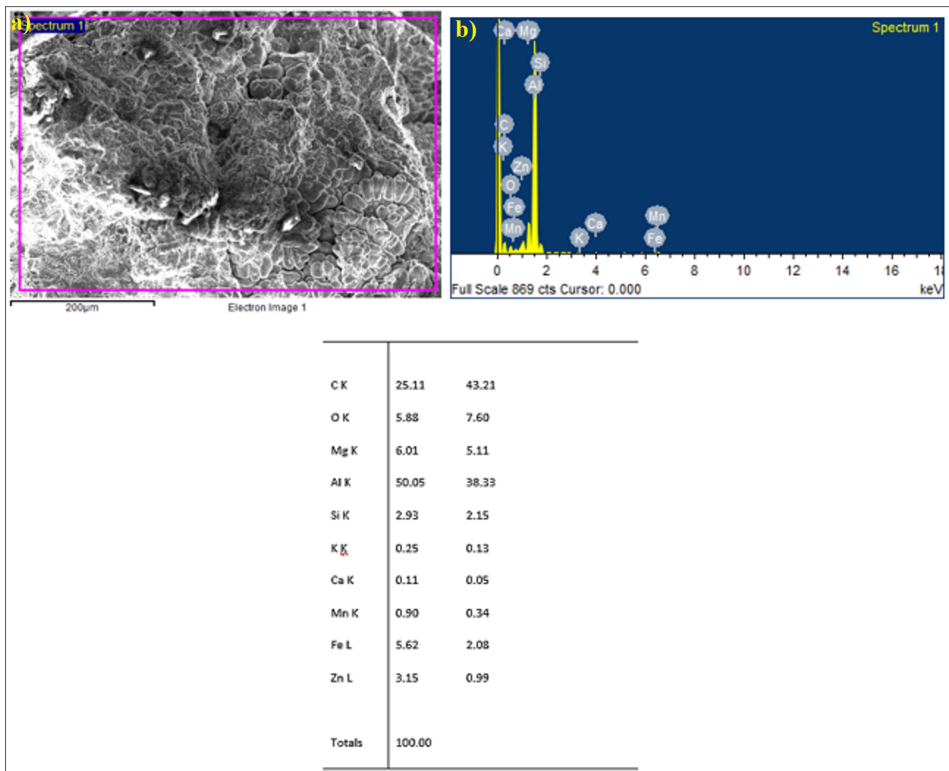 a)
Spectrum 1
200µm
Electron Image 1
b)
Spectrum 1
Ca Mg
Si
Al
C
K
Zn
O
Fe
Mn
K
Ca
Mn
Fe
0 2 4 6 8 10 12 14 16 18
Full Scale 869 cts Cursor: 0.000 keV
C K 25.11 43.21
O K 5.88 7.60
Mg K 6.01 5.11
Al K 50.05 38.33
Si K 2.93 2.15
K K 0.25 0.13
Ca K 0.11 0.05
Mn K 0.90 0.34
Fe L 5.62 2.08
Zn L 3.15 0.99
Totals 100.00